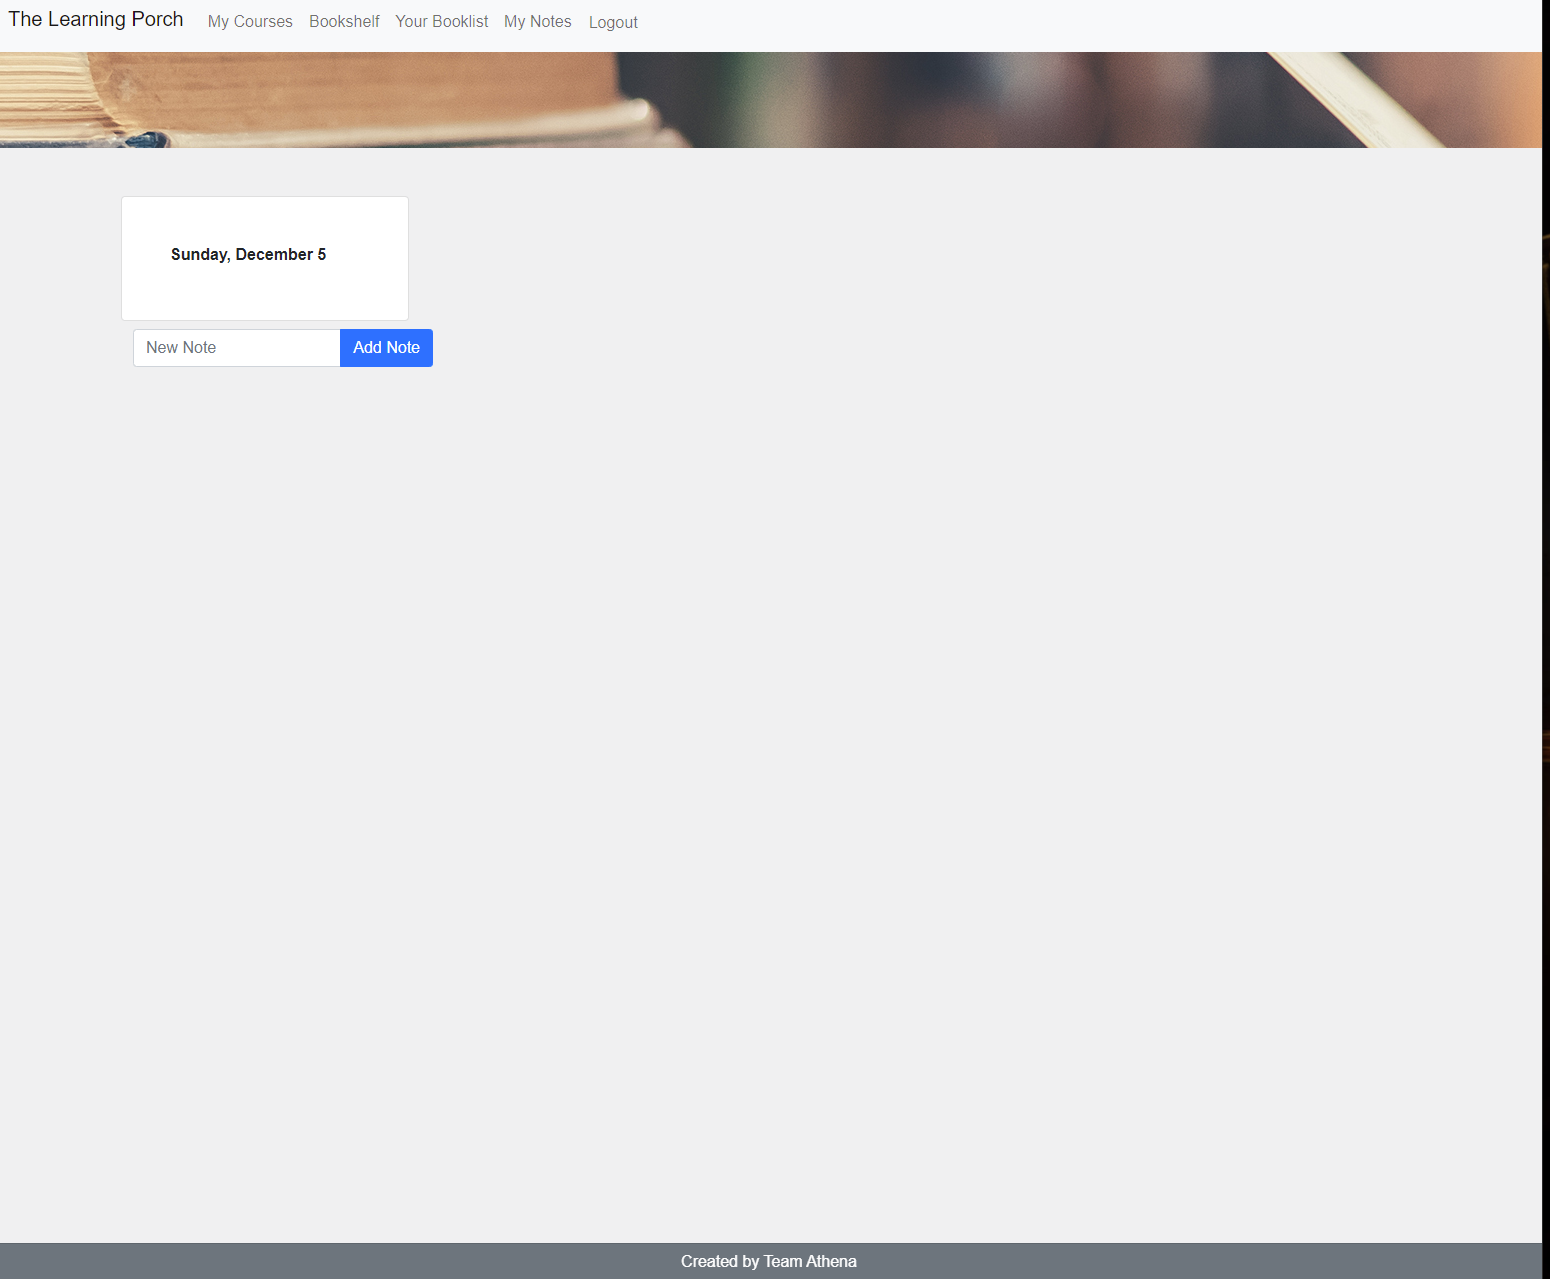 The Learning Porch My Courses Bookshelf Your Booklist My Notes Logout
Sunday, December 5
New Note Add Note
Created by Team Athena